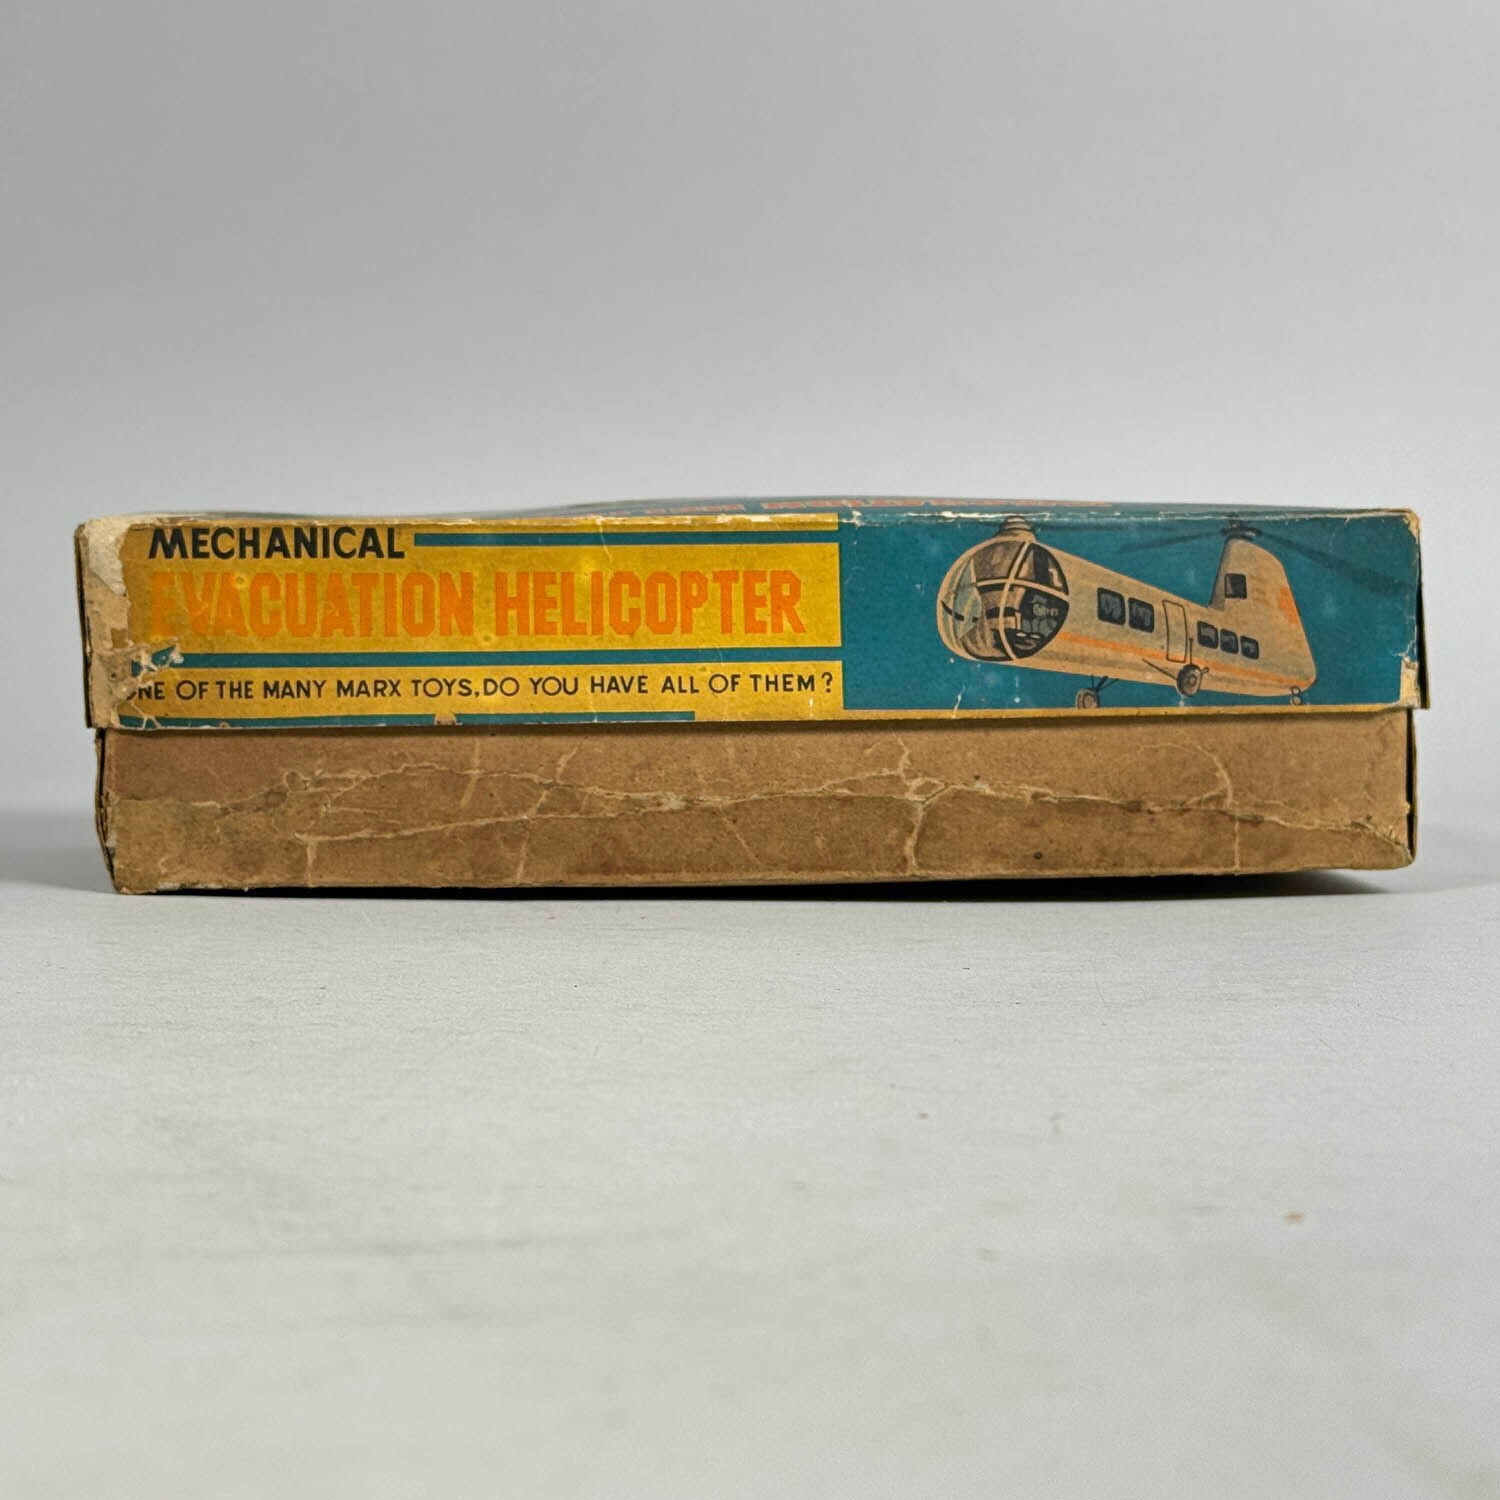 MECHANICAL
EVACUATION HELICOPTER
ONE OF THE MANY MARX TOYS, DO YOU HAVE ALL OF THEM?